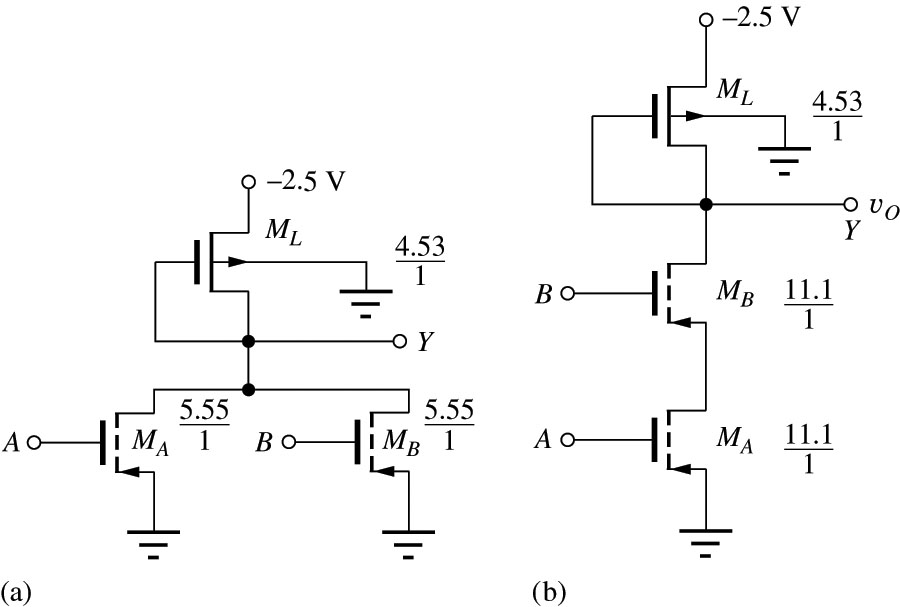 –2.5 V
M_L
4.53
1
Y
A
M_A
5.55
1
B
M_B
5.55
1
(a)
–2.5 V
M_L
4.53
1
v_O
Y
B
M_B
11.1
1
A
M_A
11.1
1
(b)